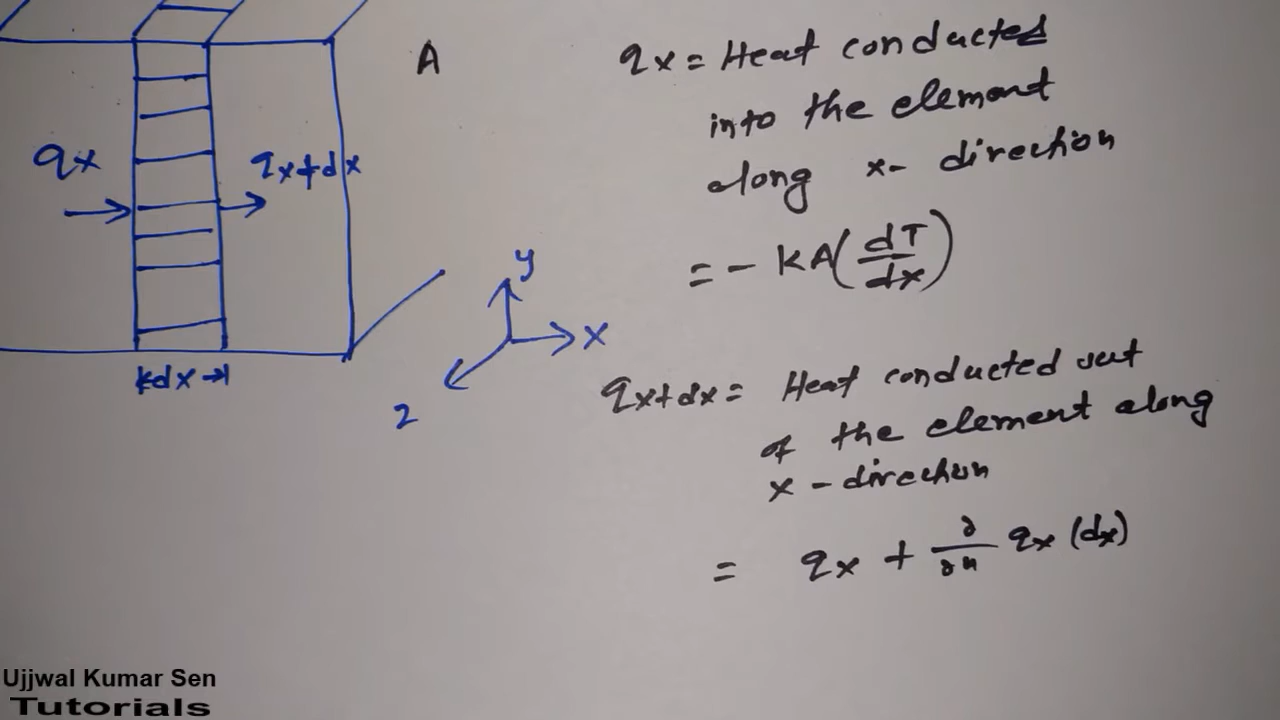 A
qx
qx+dx
dx
y
x
z
qx = Heat conducted
into the element
along x- direction
= - KA(dT/dx)
qx+dx = Heat conducted out
of the element along
x - direction
= qx + ∂/∂x qx (dx)
Ujjwal Kumar Sen
Tutorials